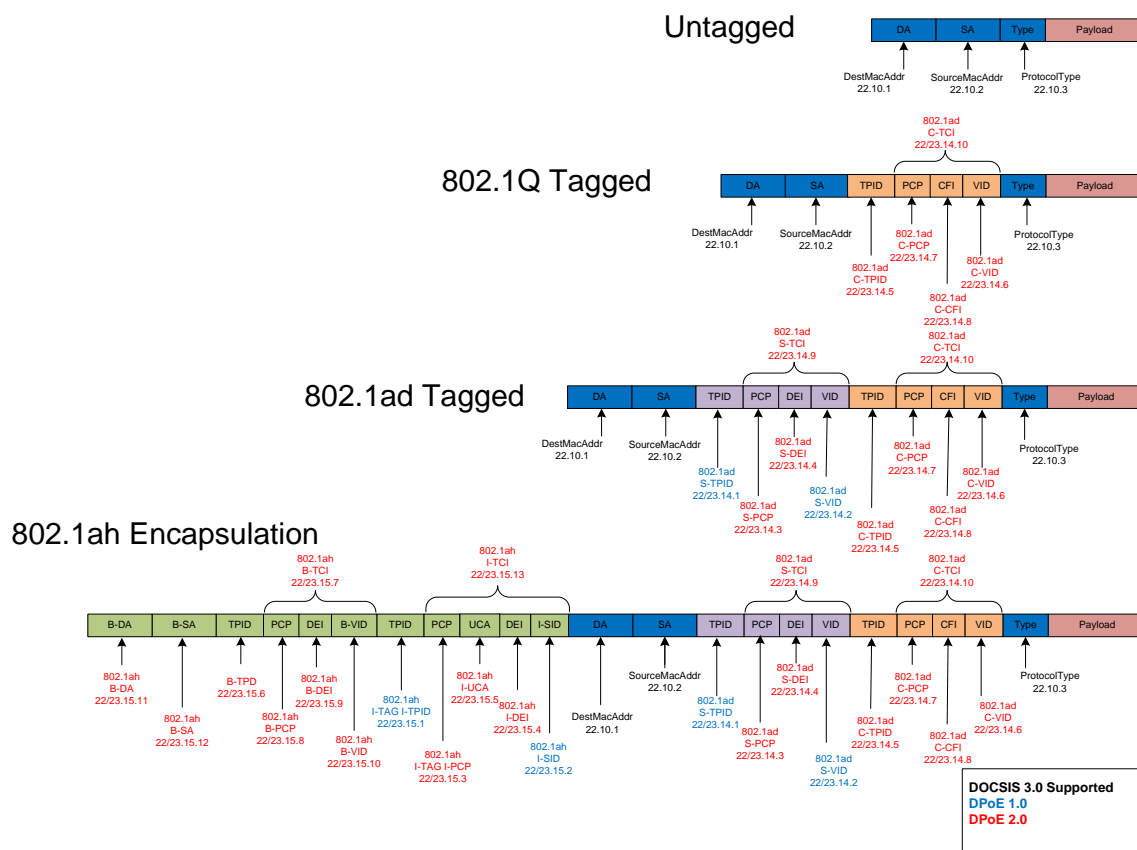 Untagged
DA SA Type Payload
DestMacAddr
22.10.1
SourceMacAddr
22.10.2
ProtocolType
22.10.3
802.1Q Tagged
802.1ad
C-TCI
22/23.14.10
DA SA TPID PCP CFI VID Type Payload
DestMacAddr
22.10.1
SourceMacAddr
22.10.2
802.1ad
C-TPID
22/23.14.5
802.1ad
C-PCP
22/23.14.7
802.1ad
C-CFI
22/23.14.8
802.1ad
C-VID
22/23.14.6
ProtocolType
22.10.3
802.1ad Tagged
802.1ad
S-TCI
22/23.14.9
802.1ad
C-TCI
22/23.14.10
DA SA TPID PCP DEI VID TPID PCP CFI VID Type Payload
DestMacAddr
22.10.1
SourceMacAddr
22.10.2
802.1ad
S-TPID
22/23.14.1
802.1ad
S-PCP
22/23.14.3
802.1ad
S-DEI
22/23.14.4
802.1ad
S-VID
22/23.14.2
802.1ad
C-TPID
22/23.14.5
802.1ad
C-PCP
22/23.14.7
802.1ad
C-CFI
22/23.14.8
802.1ad
C-VID
22/23.14.6
ProtocolType
22.10.3
802.1ah Encapsulation
802.1ah
B-TCI
22/23.15.7
802.1ah
I-TCI
22/23.15.13
802.1ad
S-TCI
22/23.14.9
802.1ad
C-TCI
22/23.14.10
B-DA B-SA TPID PCP DEI B-VID TPID PCP UCA DEI I-SID DA SA TPID PCP DEI VID TPID PCP CFI VID Type Payload
802.1ah
B-DA
22/23.15.11
802.1ah
B-SA
22/23.15.12
B-TPD
22/23.15.6
802.1ah
B-PCP
22/23.15.8
802.1ah
B-DEI
22/23.15.9
802.1ah
B-VID
22/23.15.10
802.1ah
I-TAG I-TPID
22/23.15.1
802.1ah
I-TAG I-PCP
22/23.15.3
802.1ah
I-UCA
22/23.15.5
802.1ah
I-DEI
22/23.15.4
802.1ah
I-SID
22/23.15.2
DestMacAddr
22.10.1
SourceMacAddr
22.10.2
802.1ad
S-TPID
22/23.14.1
802.1ad
S-PCP
22/23.14.3
802.1ad
S-DEI
22/23.14.4
802.1ad
S-VID
22/23.14.2
802.1ad
C-TPID
22/23.14.5
802.1ad
C-PCP
22/23.14.7
802.1ad
C-CFI
22/23.14.8
802.1ad
C-VID
22/23.14.6
ProtocolType
22.10.3
DOCSIS 3.0 Supported
DPoE 1.0
DPoE 2.0